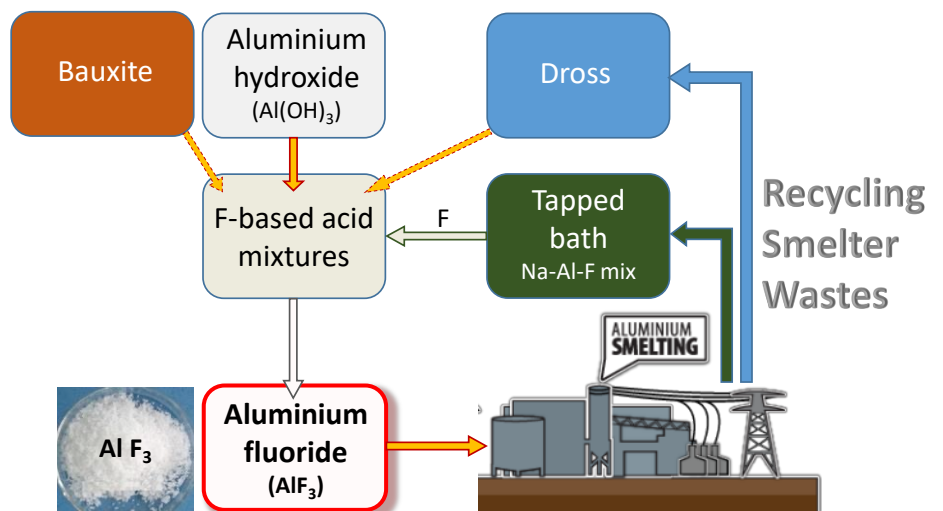 Bauxite
Aluminium
hydroxide
(Al(OH)₃)
Dross
F-based acid
mixtures
F
Tapped
bath
Na-Al-F mix
Recycling
Smelter
Wastes
ALUMINIUM
SMELTING
Al F₃
Aluminium
fluoride
(AlF₃)